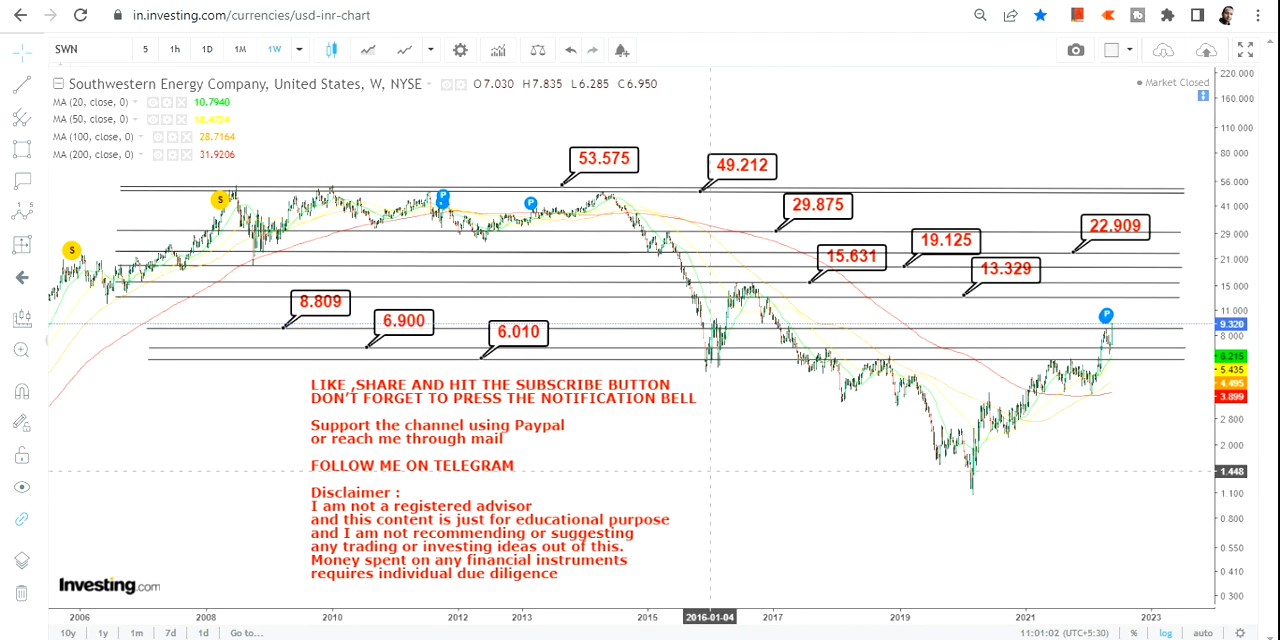 in.investing.com/currencies/usd-inr-chart
SWN 5 1h 1D 1M 1W
Southwestern Energy Company, United States, W, NYSE O7.030 H7.835 L6.285 C6.950
Market Closed
MA (20, close, 0) 10.7940
MA (50, close, 0)
MA (100, close, 0) 28.7164
MA (200, close, 0) 31.9206
53.575
49.212
29.875
22.909
19.125
15.631
13.329
8.809
6.900
6.010
LIKE ,SHARE AND HIT THE SUBSCRIBE BUTTON
DON'T FORGET TO PRESS THE NOTIFICATION BELL
Support the channel using Paypal
or reach me through mail
FOLLOW ME ON TELEGRAM
Disclaimer :
I am not a registered advisor
and this content is just for educational purpose
and I am not recommending or suggesting
any trading or investing ideas out of this.
Money spent on any financial instruments
requires individual due diligence
S
S
P
P
P
220.000
160.000
110.000
80.000
56.000
41.000
29.000
21.000
15.000
11.000
9.320
8.000
6.215
5.435
4.495
3.899
2.800
2.000
1.448
1.100
0.800
0.550
0.410
0.300
Investing.com
2006 2008 2010 2012 2013 2015 2016-01-04 2017 2019 2021 2023
10y 1y 1m 7d 1d Go to... 11:01:02 (UTC+5:30) % log auto